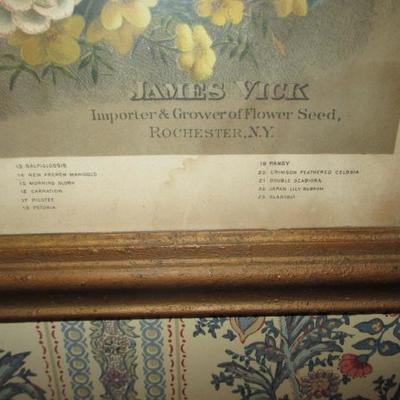 JAMES VICK
Importer & Grower of Flower Seed,
ROCHESTER, N.Y.
13 SALPIGLOSSIS
14 NEW FRENCH MARIGOLD
15 MORNING GLORY
16 CARNATION
17 PICOTEE
18 PETUNIA
19 PANSY
20 CRIMSON FEATHERED CELOSIA
21 DOUBLE SCABIOSA
22 JAPAN LILY RUBRUM
23 GLADIOLI